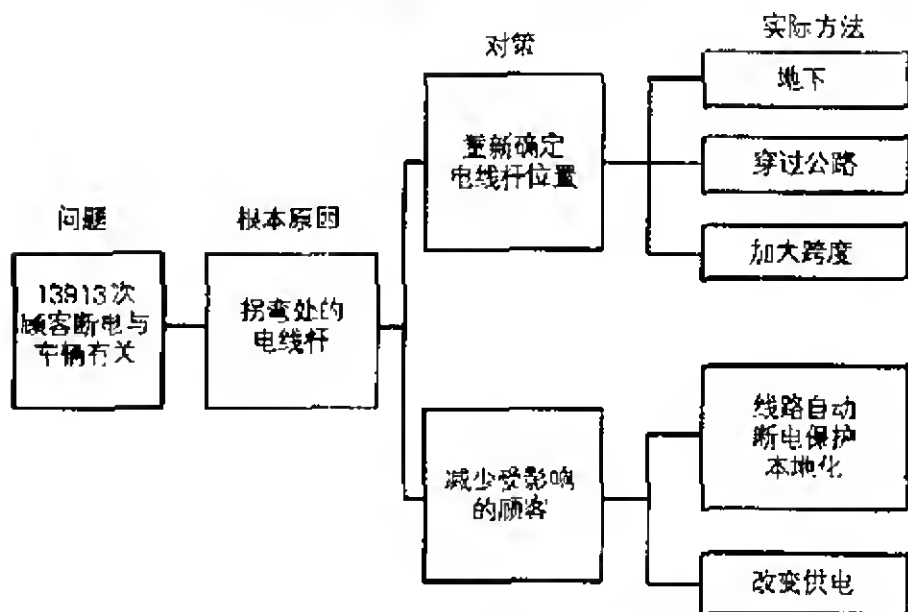 问题
13913次
顾客断电与
车辆有关
根本原因
拐弯处的
电线杆
对策
重新确定
电线杆位置
减少受影响
的顾客
实际方法
地下
穿过公路
加大跨度
线路自动
断电保护
本地化
改变供电